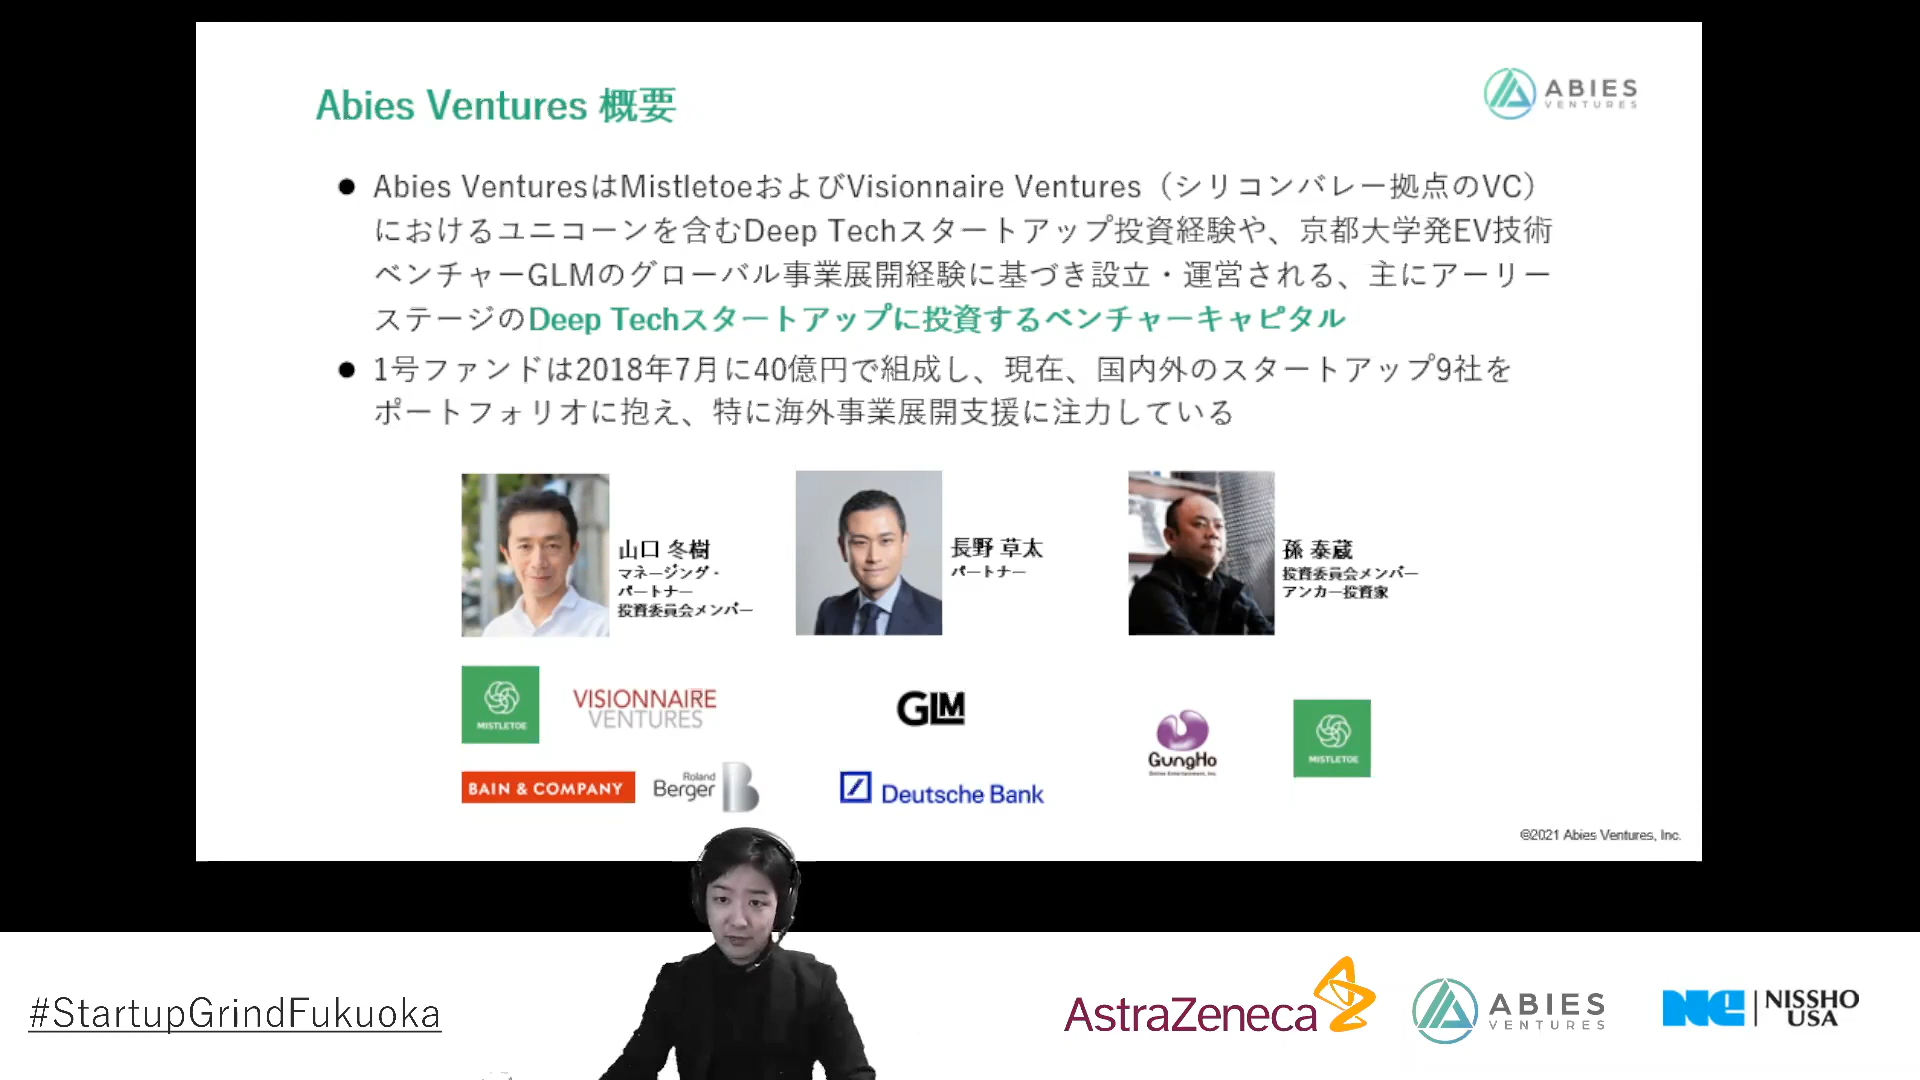 Abies Ventures 概要
ABIES
VENTURES
● Abies VenturesはMistletoeおよびVisionnaire Ventures（シリコンバレー拠点のVC）
におけるユニコーンを含むDeep Techスタートアップ投資経験や、京都大学発EV技術
ベンチャーGLMのグローバル事業展開経験に基づき設立・運営される、主にアーリー
ステージのDeep Techスタートアップに投資するベンチャーキャピタル
● 1号ファンドは2018年7月に40億円で組成し、現在、国内外のスタートアップ9社を
ポートフォリオに抱え、特に海外事業展開支援に注力している
山口 冬樹
マネージング・
パートナー
投資委員会メンバー
長野 草太
パートナー
孫 泰蔵
投資委員会メンバー
アンカー投資家
MISTLETOE
VISIONNAIRE
VENTURES
BAIN & COMPANY
Roland
Berger
B
GLM
Deutsche Bank
GungHo
Online Entertainment, Inc.
MISTLETOE
©2021 Abies Ventures, Inc.
#StartupGrindFukuoka
AstraZeneca
ABIES
VENTURES
NISSHO
USA